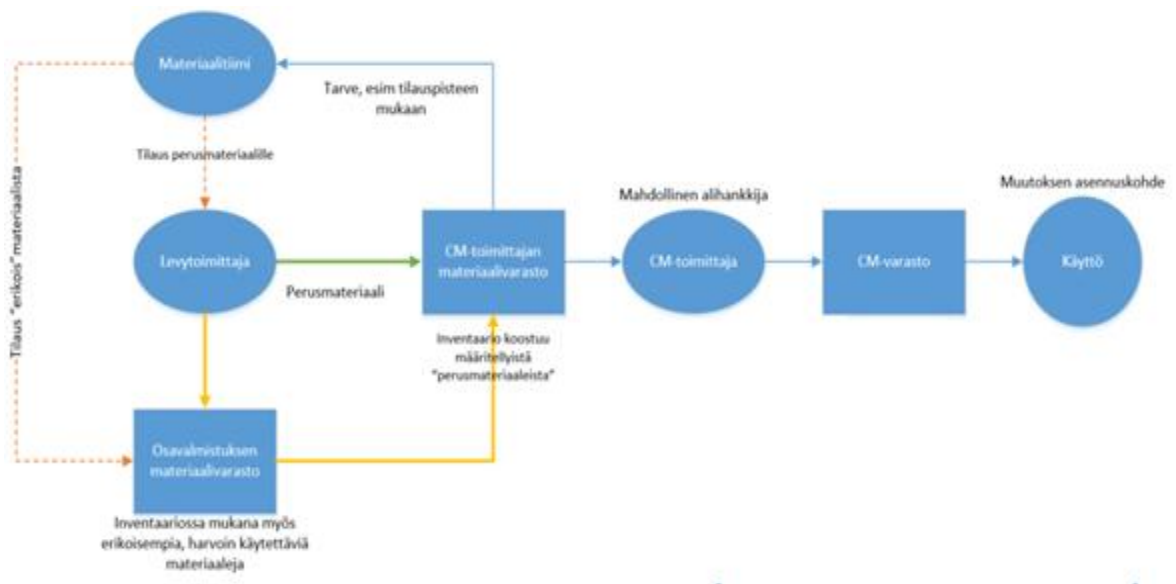 Materiaalitiimi
Tarve, esim tilauspisteen
mukaan
Tilaus perusmateriaalille
Tilaus "erikois" materiaalista
Levytoimittaja
Perusmateriaali
CM-toimittajan
materiaalivarasto
Inventaario koostuu
määritellyistä
"perusmateriaaleista"
Mahdollinen alihankkija
CM-toimittaja
CM-varasto
Muutoksen asennuskohde
Käyttö
Osavalmistuksen
materiaalivarasto
Inventaariossa mukana myös
erikoisempia, harvoin käytettäviä
materiaaleja